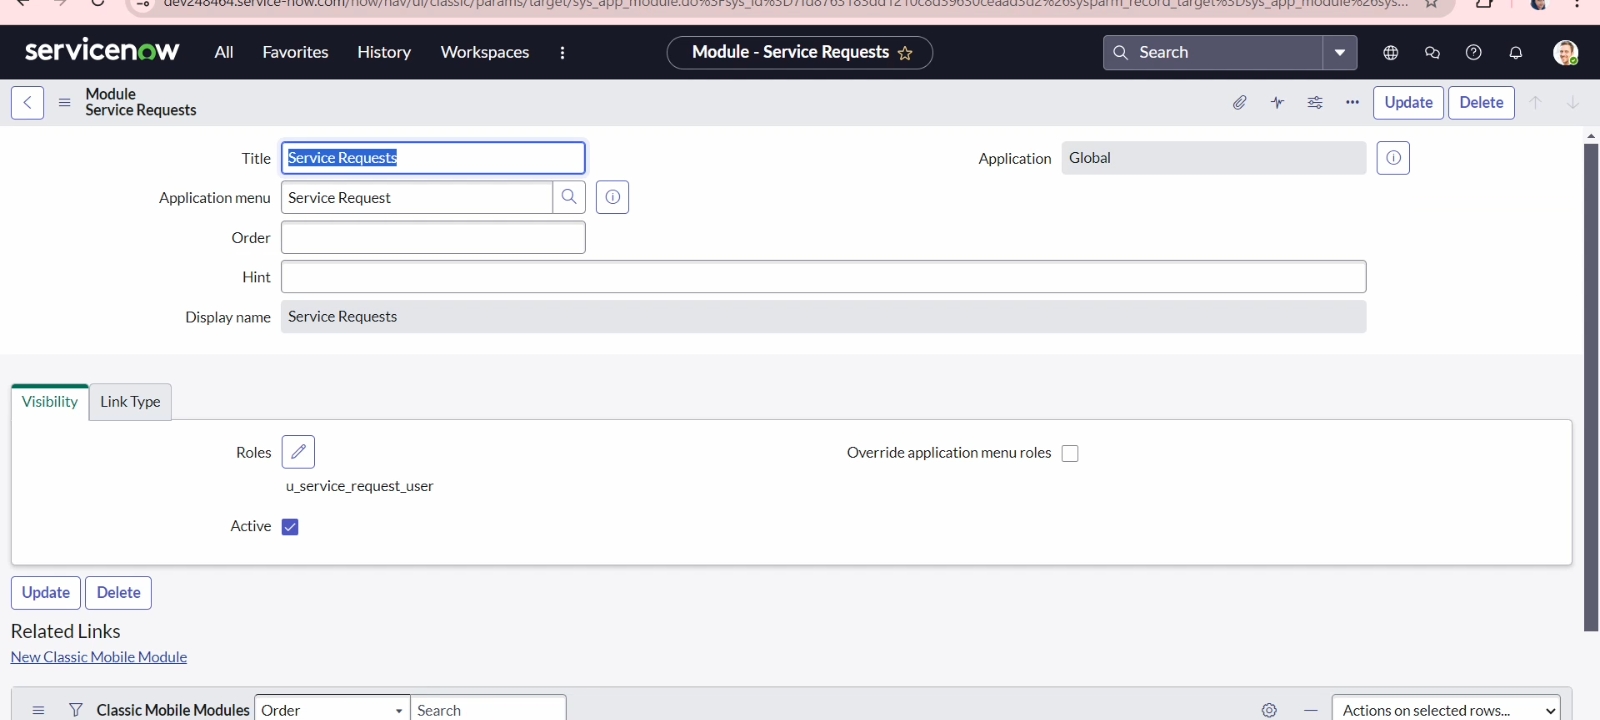 dev248464.service-now.com/now/nav/ui/classic/params/target/sys_app_module.do%3Fsys_id%3D7fd8765183dd1210c8d39630ceaad3d2%26sysparm_record_target%3Dsys_app_module%26sys...
servicenow All Favorites History Workspaces Module - Service Requests Search
Module
Service Requests
Update Delete
Title Service Requests Application Global
Application menu Service Request
Order
Hint
Display name Service Requests
Visibility Link Type
Roles Override application menu roles
u_service_request_user
Active
Update Delete
Related Links
New Classic Mobile Module
Classic Mobile Modules Order Search Actions on selected rows...